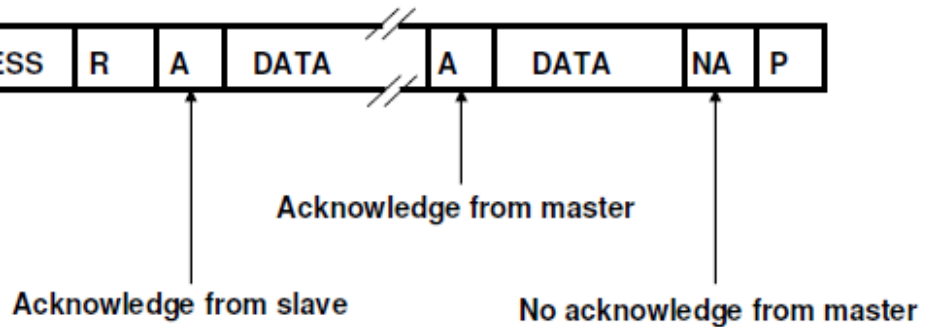 ESS R A DATA A DATA NA P
Acknowledge from master
Acknowledge from slave
No acknowledge from master